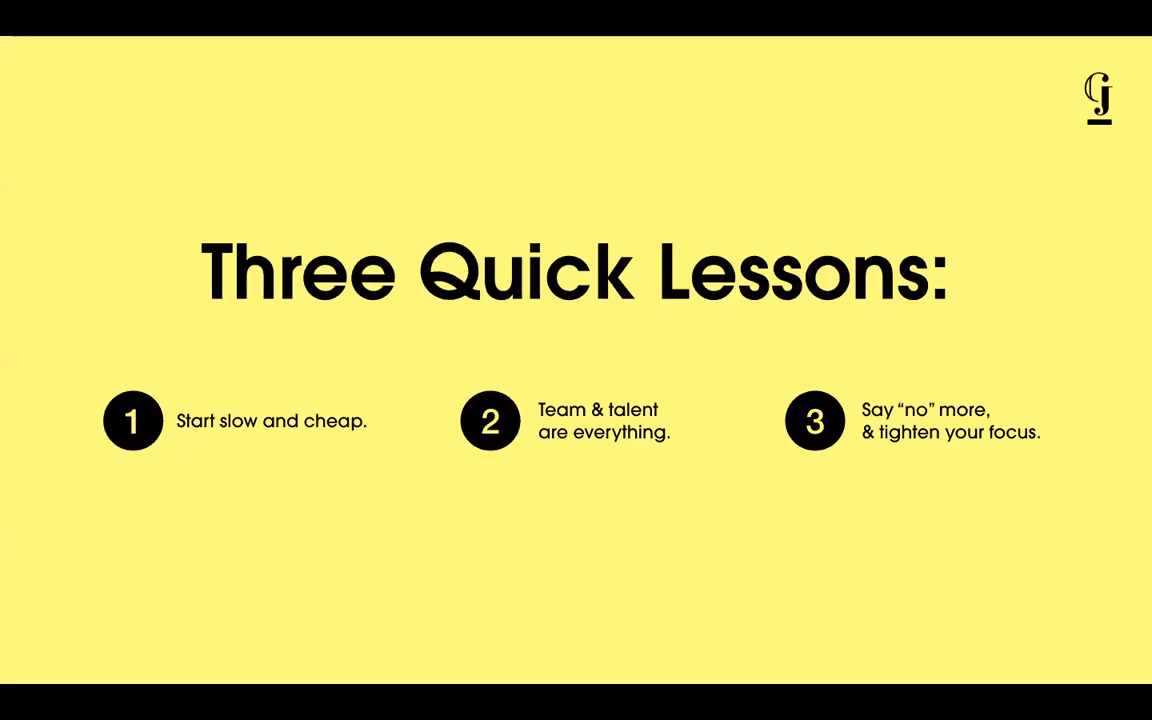 GJ
Three Quick Lessons:
1 Start slow and cheap.
2 Team & talent
are everything.
3 Say “no” more,
& tighten your focus.